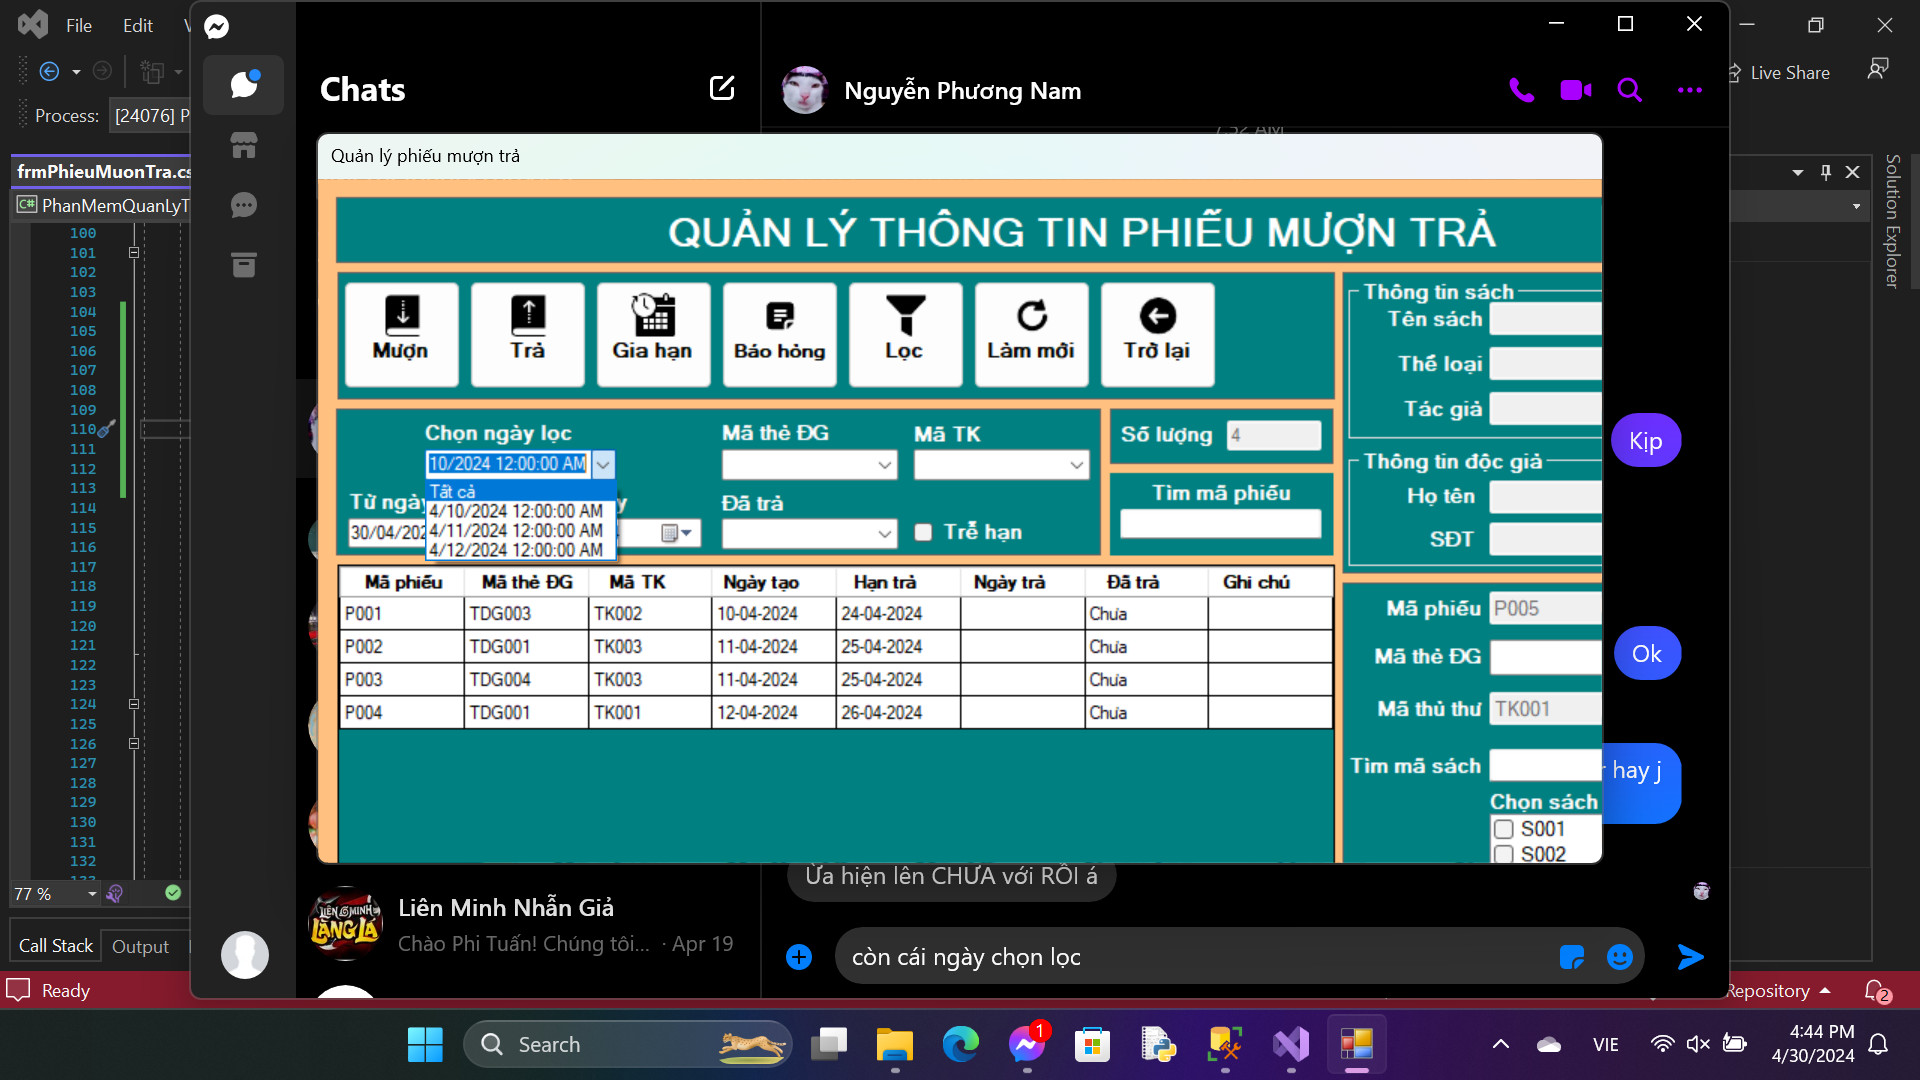 File
Edit
Process:
[24076] P
frmPhieuMuonTra.cs
PhanMemQuanLyT
100
101
102
103
104
105
106
107
108
109
110
111
112
113
114
115
116
117
118
119
120
121
122
123
124
125
126
127
128
129
130
131
132
77 %
Call Stack
Output
Ready
Live Share
Solution Explorer
Repository
2
Chats
Nguyễn Phương Nam
7:52 AM
Quản lý phiếu mượn trả
QUẢN LÝ THÔNG TIN PHIẾU MƯỢN TRẢ
Mượn
Trả
Gia hạn
Báo hỏng
Lọc
Làm mới
Trở lại
Chọn ngày lọc
10/2024 12:00:00 AM
Tất cả
4/10/2024 12:00:00 AM
4/11/2024 12:00:00 AM
4/12/2024 12:00:00 AM
Từ ngày
30/04/202
Mã thẻ ĐG
Mã TK
Đã trả
Trễ hạn
Số lượng
4
Tìm mã phiếu
Mã phiếu Mã thẻ ĐG Mã TK Ngày tạo Hạn trả Ngày trả Đã trả Ghi chú
P001 TDG003 TK002 10-04-2024 24-04-2024 Chưa
P002 TDG001 TK003 11-04-2024 25-04-2024 Chưa
P003 TDG004 TK003 11-04-2024 25-04-2024 Chưa
P004 TDG001 TK001 12-04-2024 26-04-2024 Chưa
Thông tin sách
Tên sách
Thể loại
Tác giả
Thông tin độc giả
Họ tên
SĐT
Mã phiếu
P005
Mã thẻ ĐG
Mã thủ thư
TK001
Tìm mã sách
Chọn sách
S001
S002
Kịp
Ok
hay j
Ừa hiện lên CHƯA với RỒI á
LIÊN MINH
LÀNG LÁ
Liên Minh Nhẫn Giả
Chào Phi Tuấn! Chúng tôi... · Apr 19
còn cái ngày chọn lọc
Search
1
VIE
4:44 PM
4/30/2024